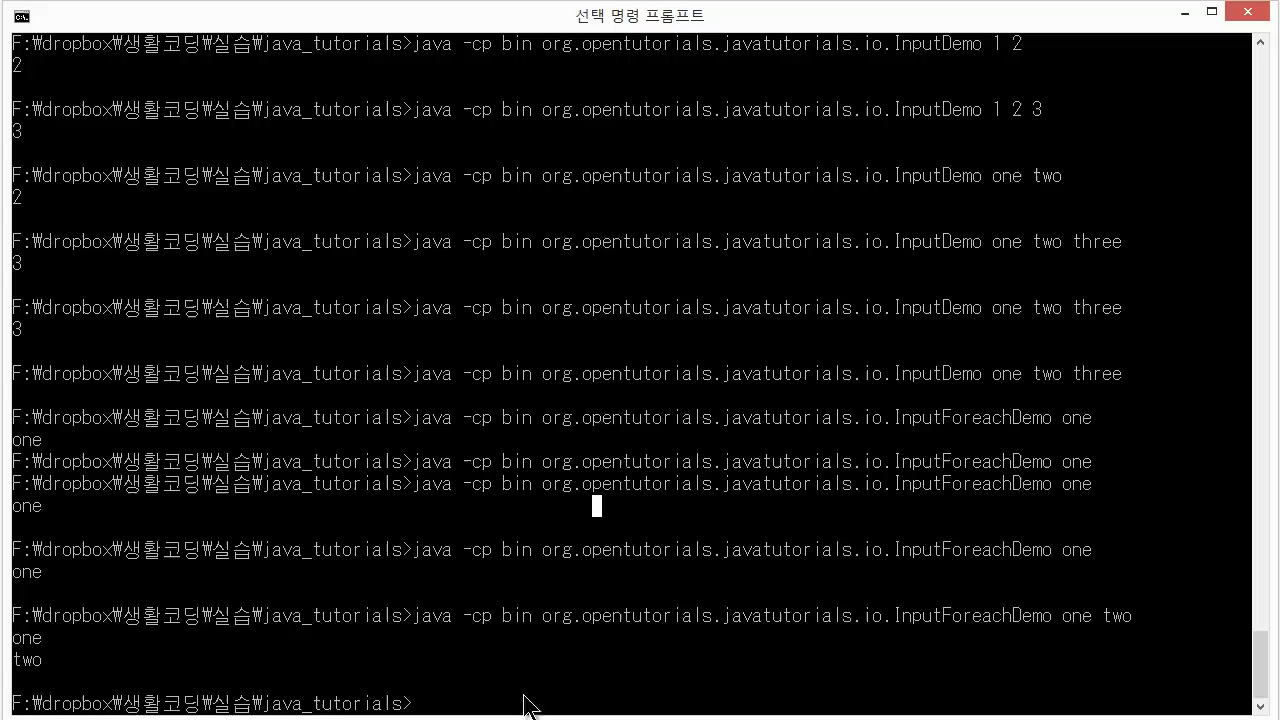 선택 명령 프롬프트
F:\dropbox\생활코딩\실습\java_tutorials>java -cp bin org.opentutorials.javatutorials.io.InputDemo 1 2
2
F:\dropbox\생활코딩\실습\java_tutorials>java -cp bin org.opentutorials.javatutorials.io.InputDemo 1 2 3
3
F:\dropbox\생활코딩\실습\java_tutorials>java -cp bin org.opentutorials.javatutorials.io.InputDemo one two
2
F:\dropbox\생활코딩\실습\java_tutorials>java -cp bin org.opentutorials.javatutorials.io.InputDemo one two three
3
F:\dropbox\생활코딩\실습\java_tutorials>java -cp bin org.opentutorials.javatutorials.io.InputDemo one two three
3
F:\dropbox\생활코딩\실습\java_tutorials>java -cp bin org.opentutorials.javatutorials.io.InputDemo one two three
F:\dropbox\생활코딩\실습\java_tutorials>java -cp bin org.opentutorials.javatutorials.io.InputForeachDemo one
one
F:\dropbox\생활코딩\실습\java_tutorials>java -cp bin org.opentutorials.javatutorials.io.InputForeachDemo one
F:\dropbox\생활코딩\실습\java_tutorials>java -cp bin org.opentutorials.javatutorials.io.InputForeachDemo one
one
F:\dropbox\생활코딩\실습\java_tutorials>java -cp bin org.opentutorials.javatutorials.io.InputForeachDemo one
one
F:\dropbox\생활코딩\실습\java_tutorials>java -cp bin org.opentutorials.javatutorials.io.InputForeachDemo one two
one
two
F:\dropbox\생활코딩\실습\java_tutorials>